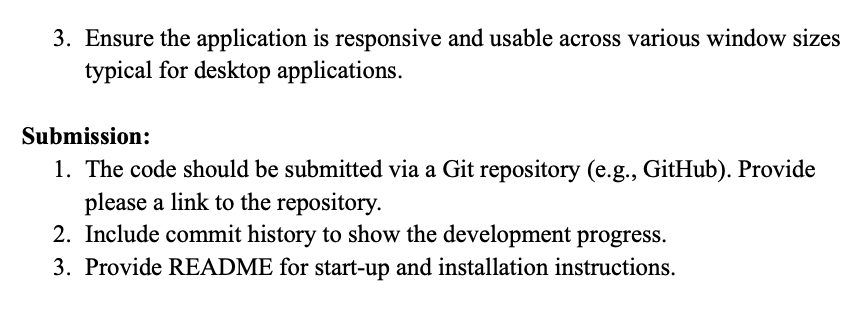 3. Ensure the application is responsive and usable across various window sizes
typical for desktop applications.
Submission:
1. The code should be submitted via a Git repository (e.g., GitHub). Provide
please a link to the repository.
2. Include commit history to show the development progress.
3. Provide README for start-up and installation instructions.